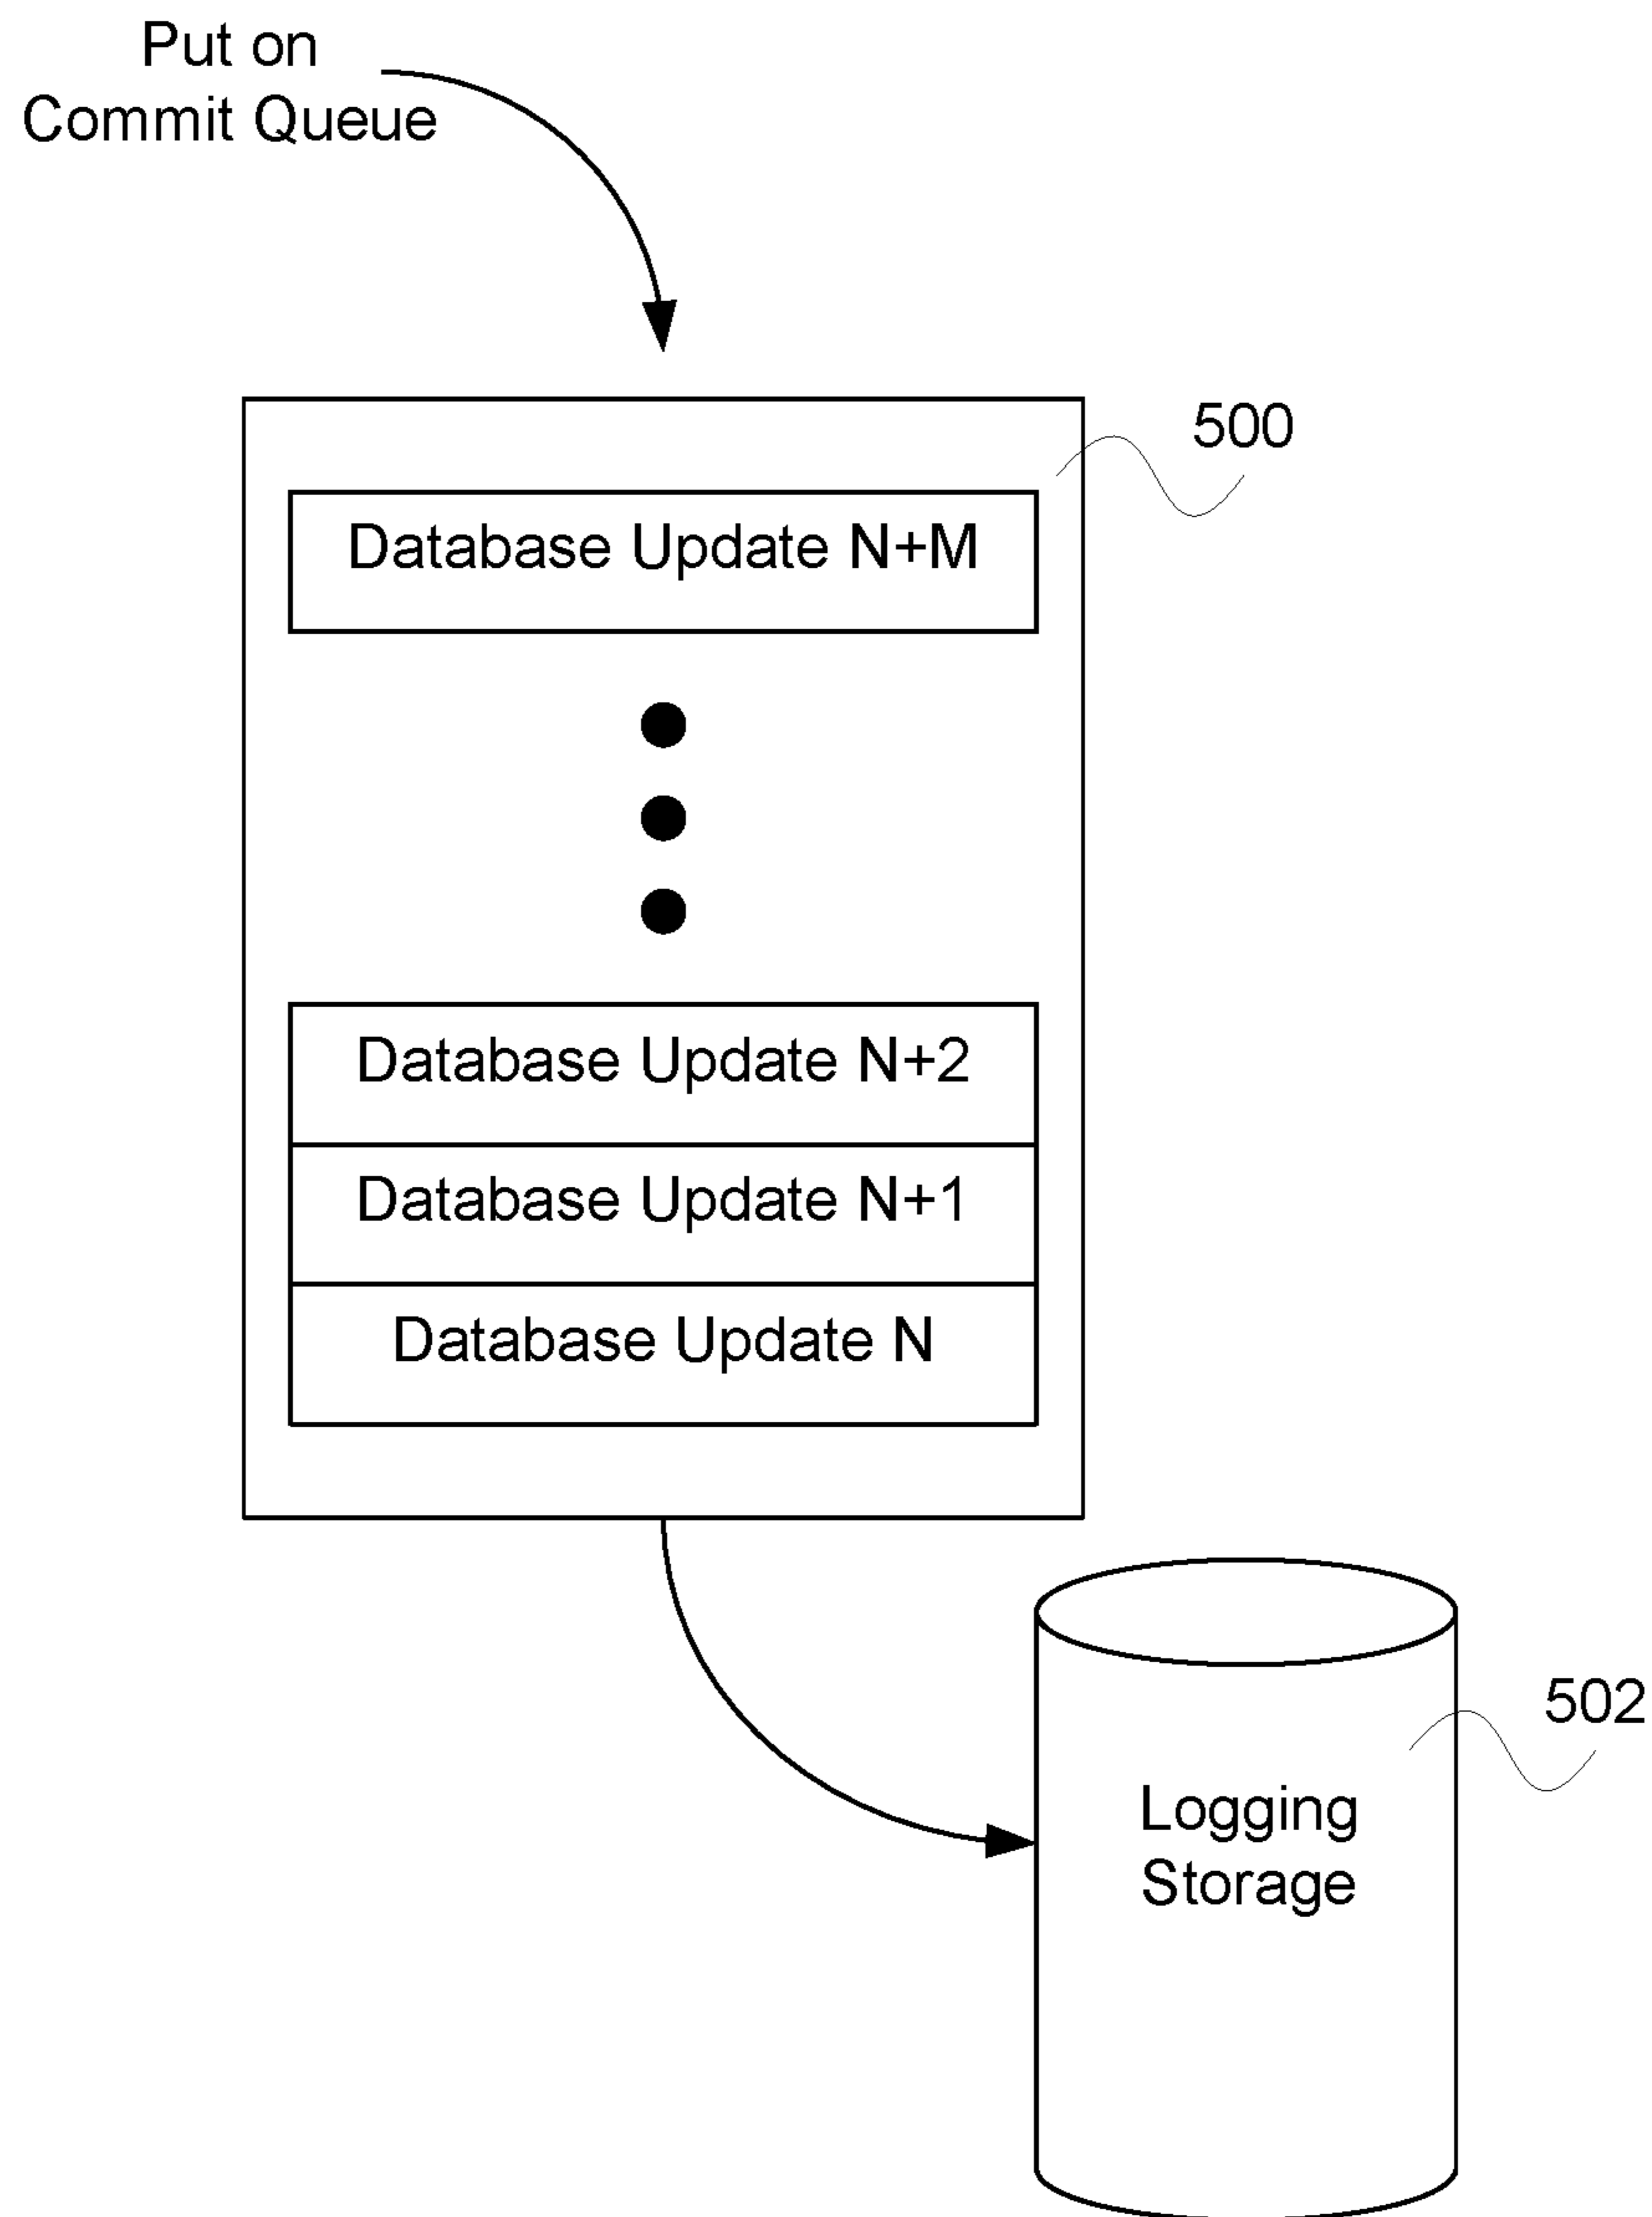 Put on
Commit Queue
500
Database Update N+M
Database Update N+2
Database Update N+1
Database Update N
502
Logging
Storage